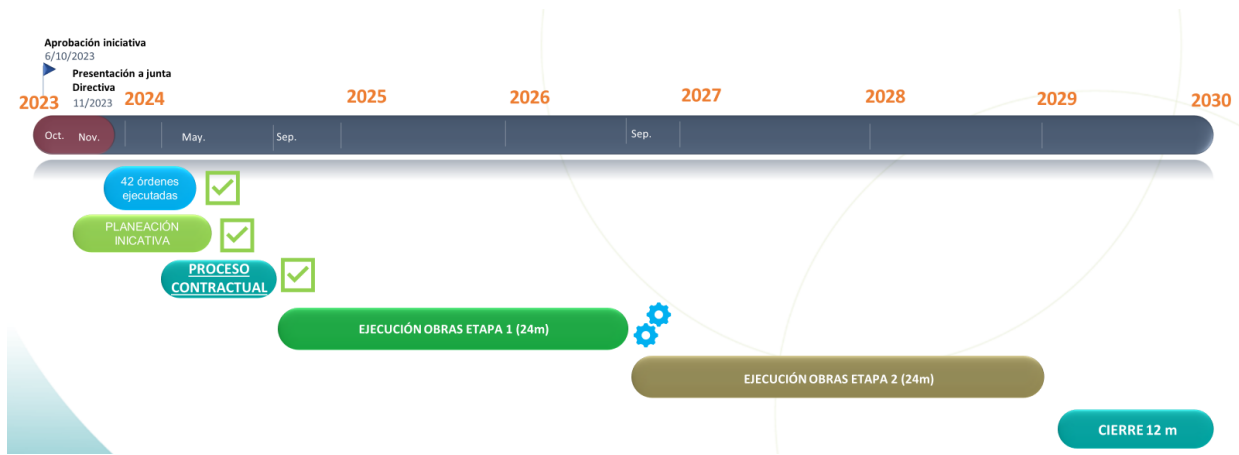 Aprobación iniciativa
6/10/2023
Presentación a junta
Directiva
11/2023
2023
2024
2025
2026
2027
2028
2029
2030
Oct.
Nov.
May.
Sep.
Sep.
42 órdenes
ejecutadas
PLANEACIÓN
INICATIVA
PROCESO
CONTRACTUAL
EJECUCIÓN OBRAS ETAPA 1 (24m)
EJECUCIÓN OBRAS ETAPA 2 (24m)
CIERRE 12 m